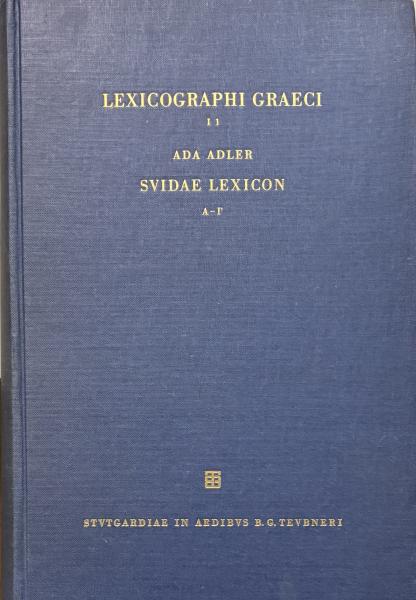 LEXICOGRAPHI GRAECI
I 1
ADA ADLER
SVIDAE LEXICON
Α–Γ
STVTGARDIAE IN AEDIBVS B. G. TEVBNERI